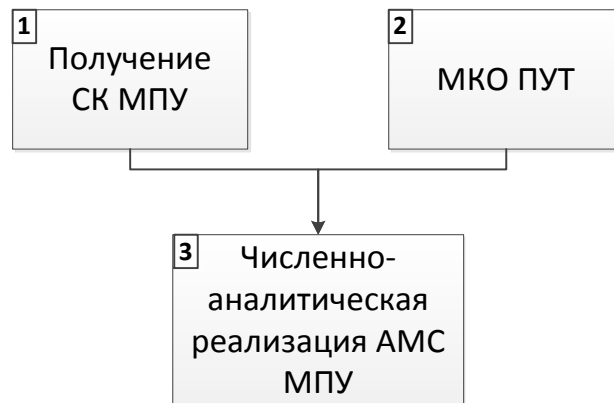 1
Получение
СК МПУ
2
МКО ПУТ
3
Численно-
аналитическая
реализация АМС
МПУ